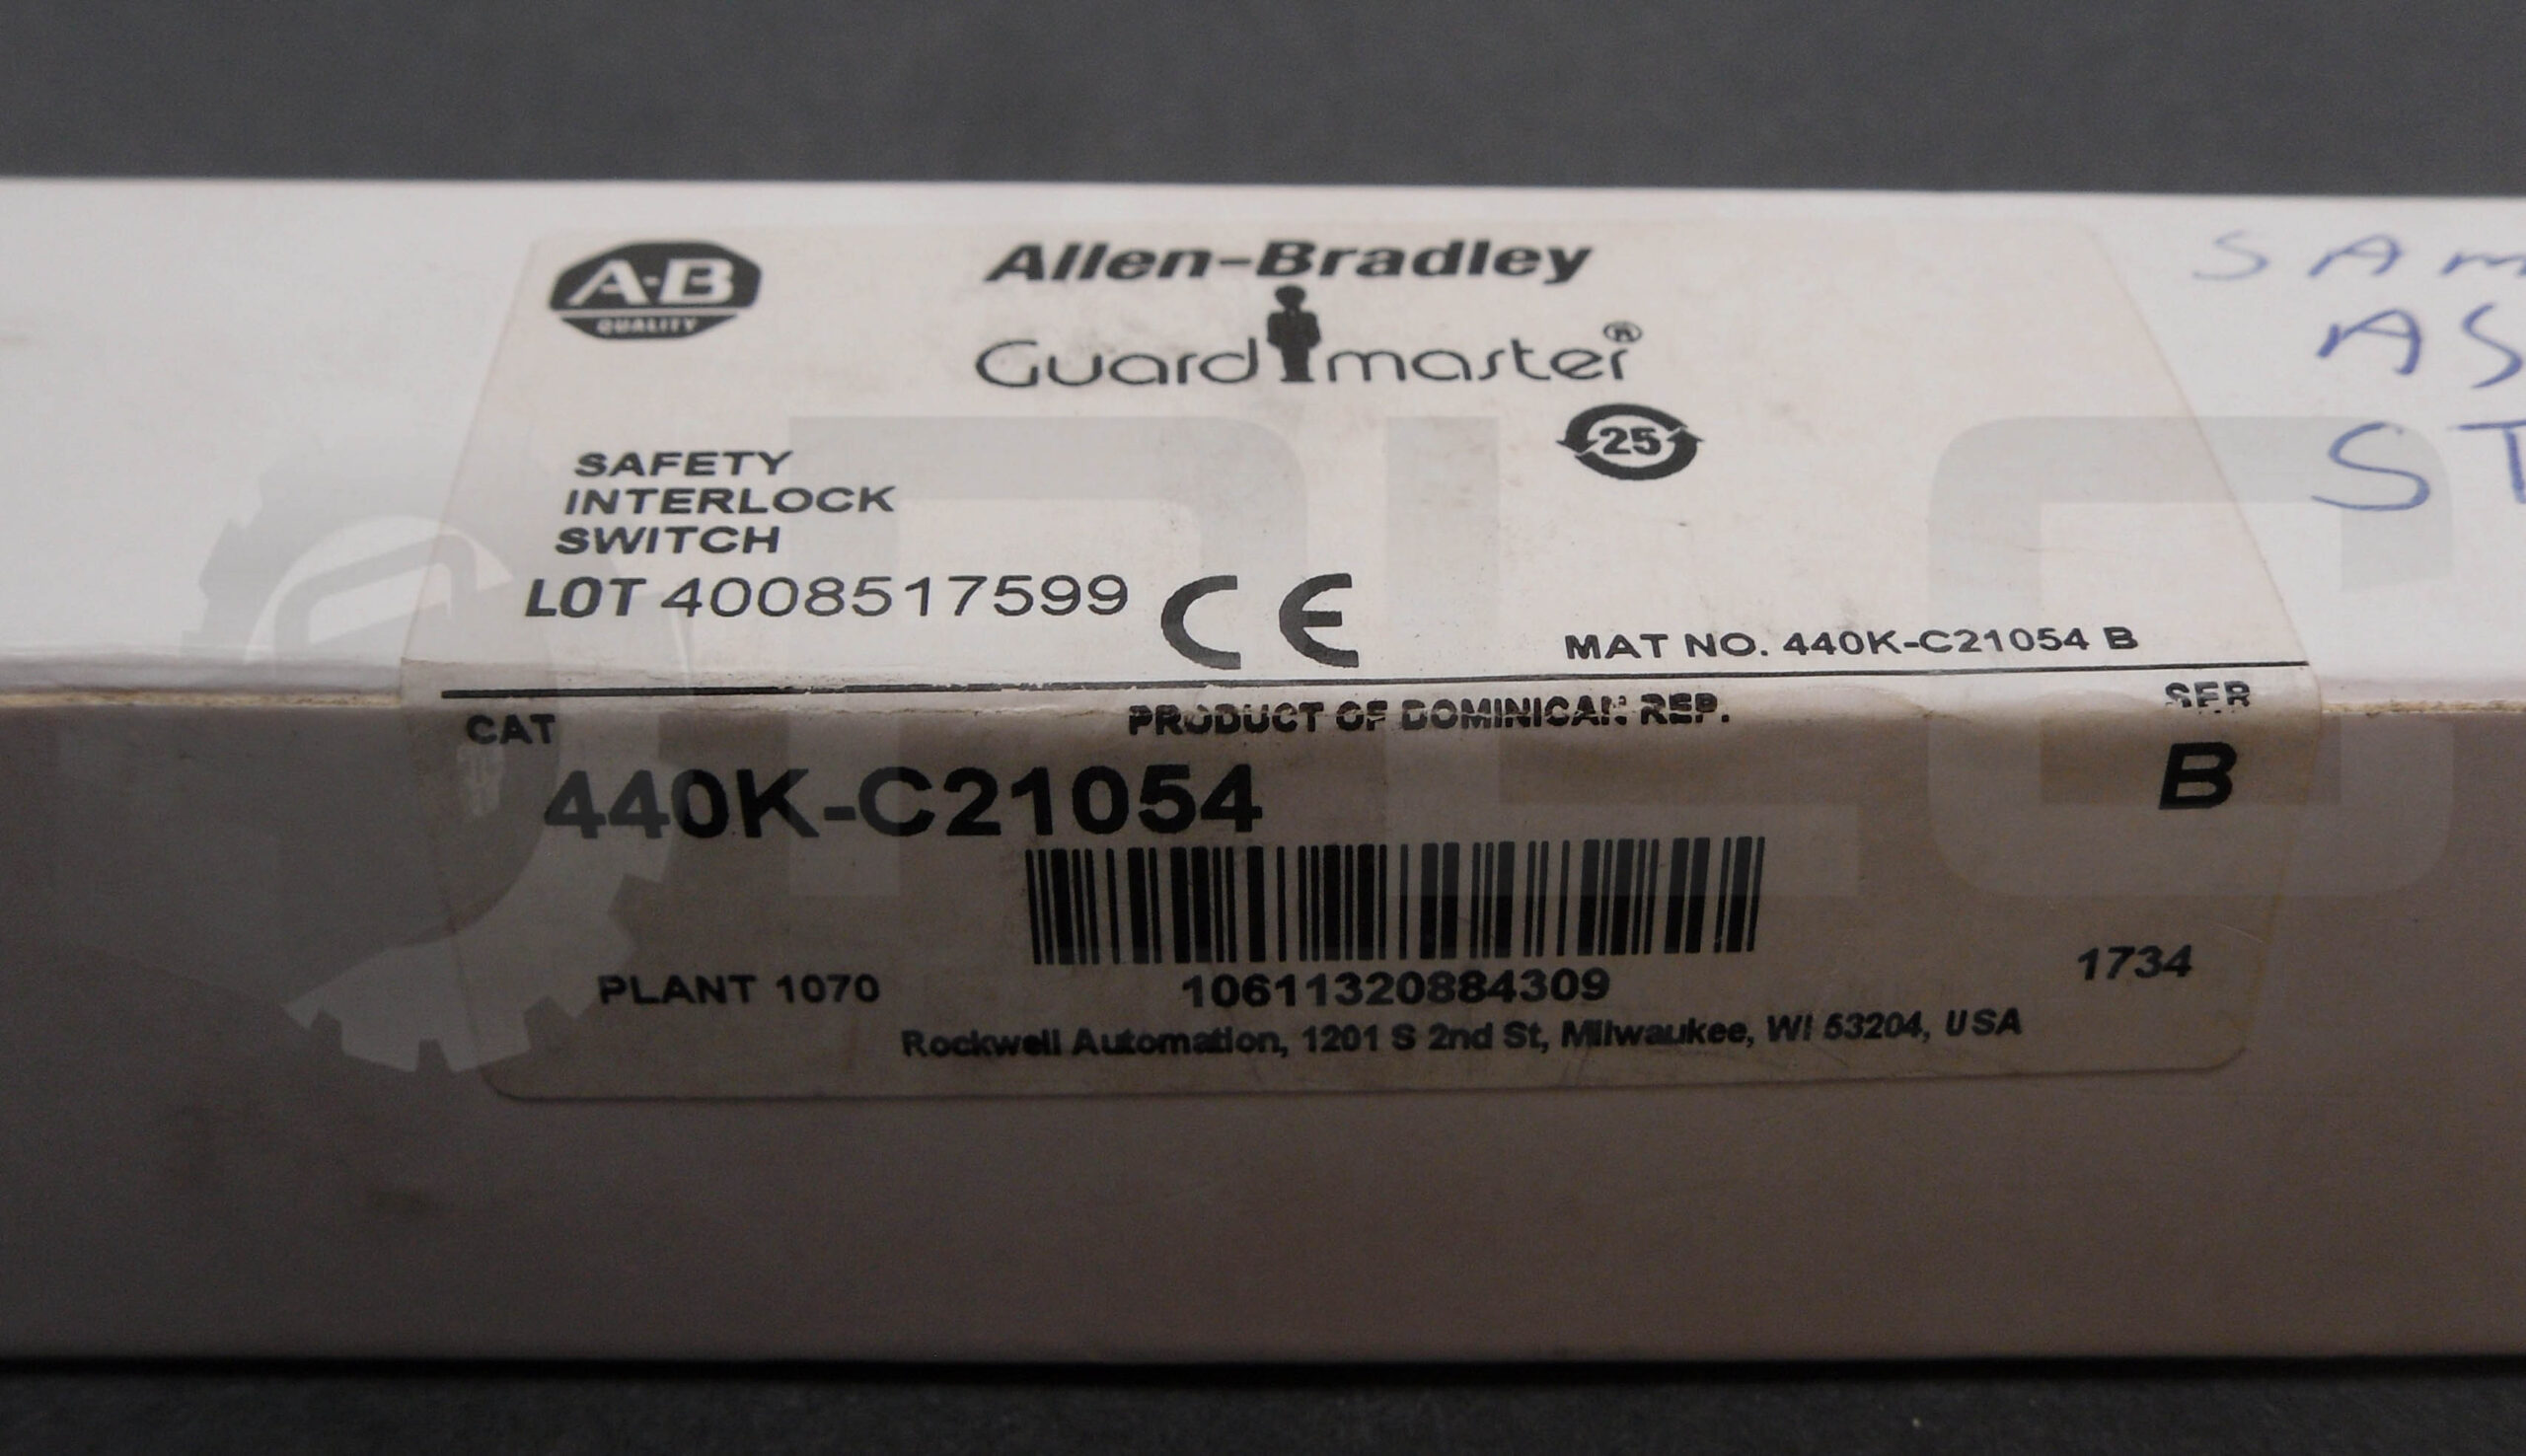 A-B
QUALITY
Allen-Bradley
Guardmaster®
25
SAFETY
INTERLOCK
SWITCH
LOT 4008517599
CE
MAT NO. 440K-C21054 B
CAT
PRODUCT OF DOMINICAN REP.
SER
440K-C21054
B
PLANT 1070
10611320884309
1734
Rockwell Automation, 1201 S 2nd St, Milwaukee, WI 53204, USA